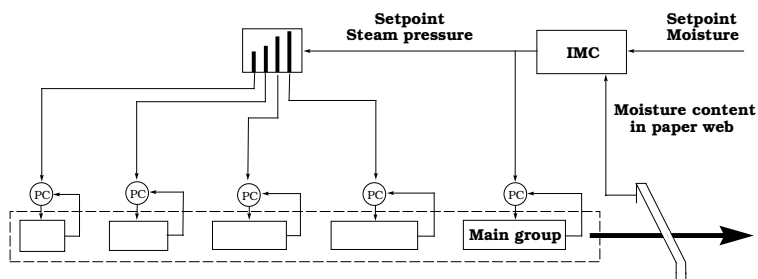 Setpoint
Steam pressure
IMC
Setpoint
Moisture
Moisture content
in paper web
PC
PC
PC
PC
PC
Main group